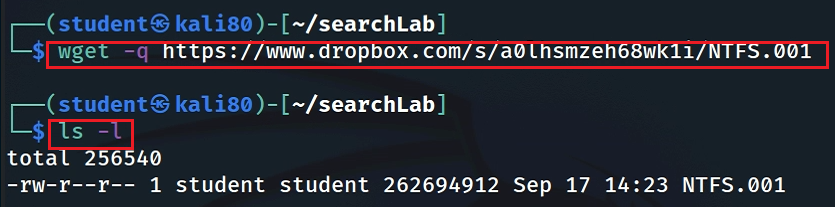 ┌──(student㉿kali80)-[~/searchLab]
└─$ wget -q https://www.dropbox.com/s/a0lhsmzeh68wk1i/NTFS.001
┌──(student㉿kali80)-[~/searchLab]
└─$ ls -l
total 256540
-rw-r--r-- 1 student student 262694912 Sep 17 14:23 NTFS.001